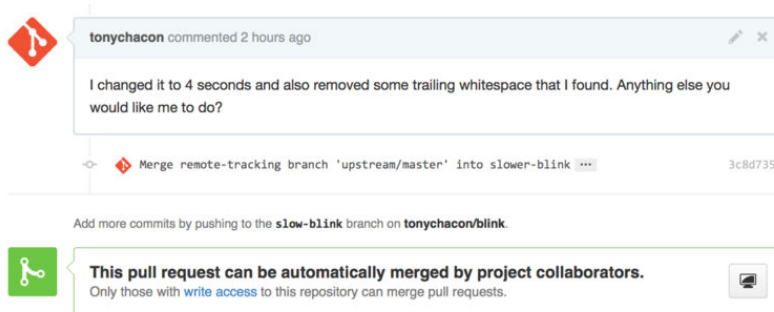 tonychacon commented 2 hours ago
I changed it to 4 seconds and also removed some trailing whitespace that I found. Anything else you
would like me to do?
Merge remote-tracking branch 'upstream/master' into slower-blink ... 3c8d735
Add more commits by pushing to the slow-blink branch on tonychacon/blink.
This pull request can be automatically merged by project collaborators.
Only those with write access to this repository can merge pull requests.